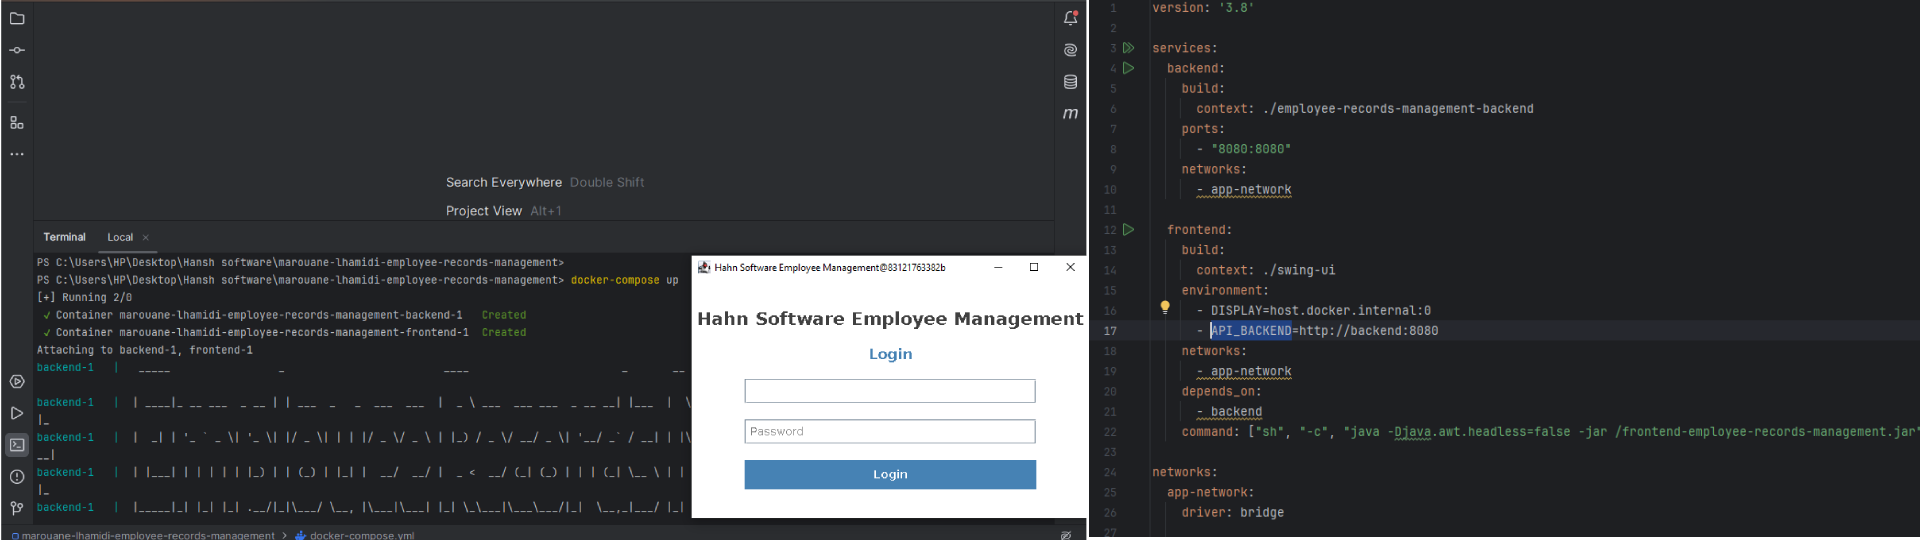 Search Everywhere Double Shift
Project View Alt+1
Terminal Local ×
PS C:\Users\HP\Desktop\Hansh software\marouane-lhamidi-employee-records-management>
PS C:\Users\HP\Desktop\Hansh software\marouane-lhamidi-employee-records-management> docker-compose up
[+] Running 2/0
✓ Container marouane-lhamidi-employee-records-management-backend-1 Created
✓ Container marouane-lhamidi-employee-records-management-frontend-1 Created
Attaching to backend-1, frontend-1
backend-1 |
backend-1 |
backend-1 |
backend-1 |
backend-1 |
marouane-lhamidi-employee-records-management > docker-compose.yml
Hahn Software Employee Management@83121763382b
Hahn Software Employee Management
Login
Password
Login
1 version: '3.8'
2
3 services:
4 backend:
5 build:
6 context: ./employee-records-management-backend
7 ports:
8 - "8080:8080"
9 networks:
10 - app-network
11
12 frontend:
13 build:
14 context: ./swing-ui
15 environment:
16 - DISPLAY=host.docker.internal:0
17 - API_BACKEND=http://backend:8080
18 networks:
19 - app-network
20 depends_on:
21 - backend
22 command: ["sh", "-c", "java -Djava.awt.headless=false -jar /frontend-employee-records-management.jar"
23
24 networks:
25 app-network:
26 driver: bridge
27